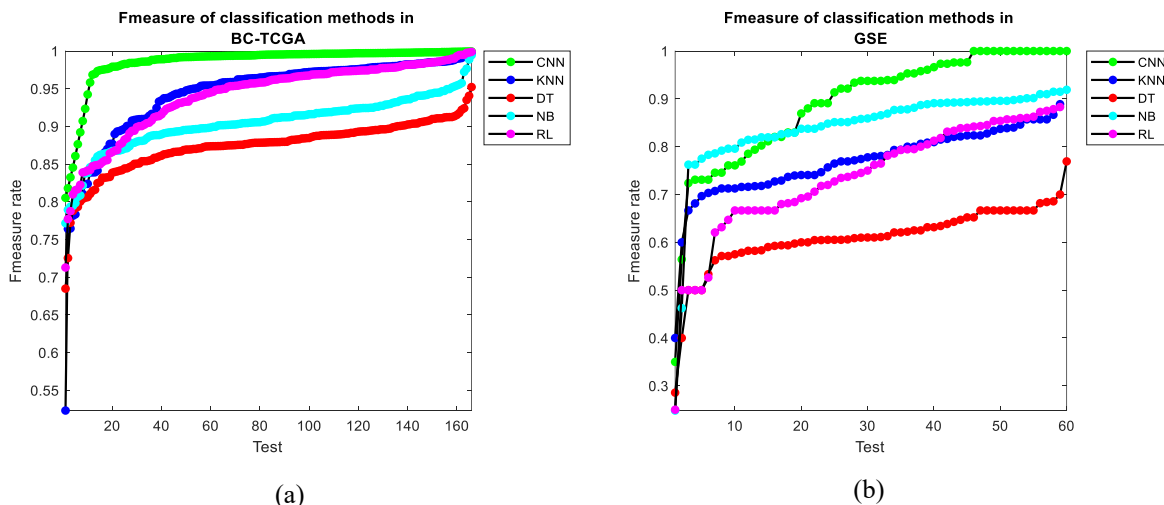 Fmeasure of classification methods in
BC-TCGA
1
0.95
0.9
0.85
0.8
0.75
0.7
0.65
0.6
0.55
Fmeasure rate
20 40 60 80 100 120 140 160
Test
CNN
KNN
DT
NB
RL
(a)
Fmeasure of classification methods in
GSE
1
0.9
0.8
0.7
0.6
0.5
0.4
0.3
Fmeasure rate
10 20 30 40 50 60
Test
CNN
KNN
DT
NB
RL
(b)